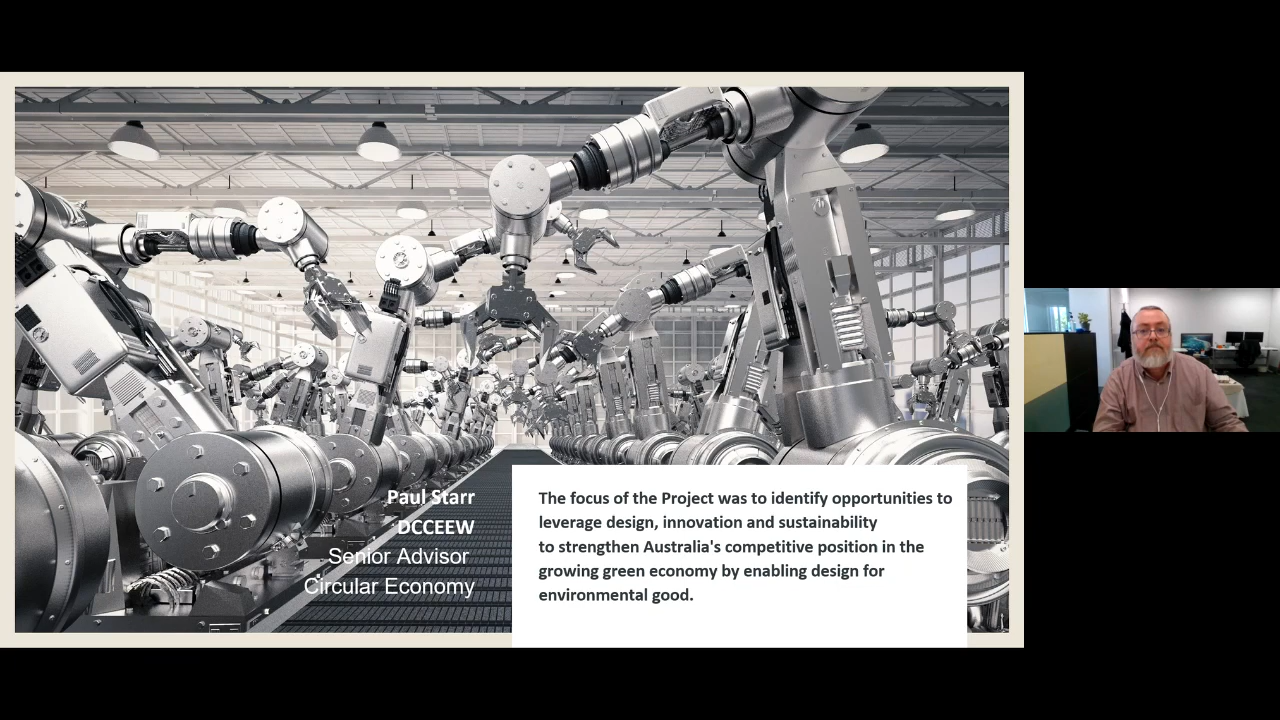 Paul Starr
DCCEEW
Senior Advisor
Circular Economy
The focus of the Project was to identify opportunities to
leverage design, innovation and sustainability
to strengthen Australia's competitive position in the
growing green economy by enabling design for
environmental good.